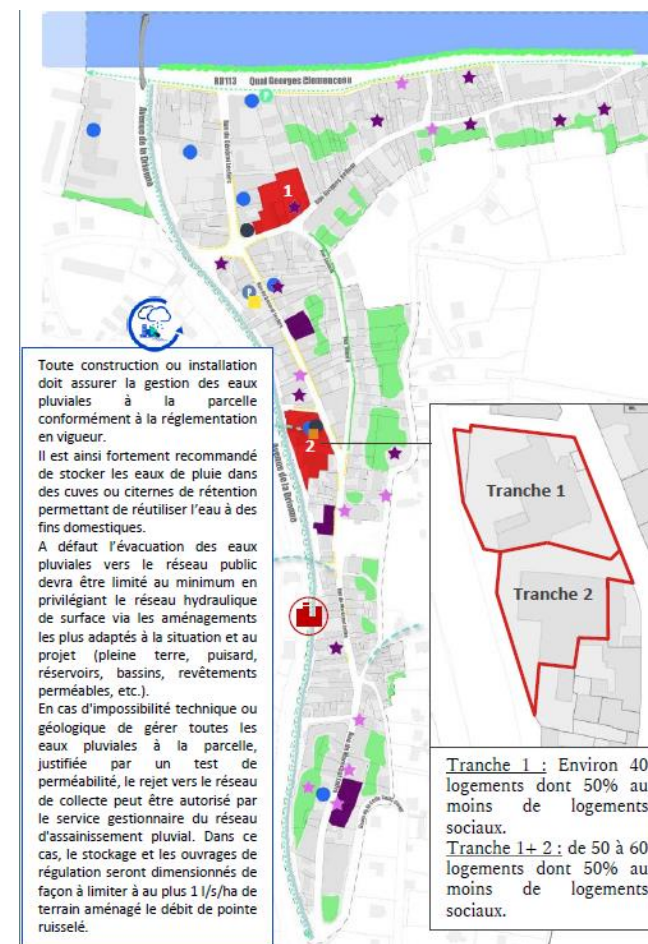 RD113 Quai Georges Clemenceau
Avenue de la Drionne
Rue du Général Leclerc
1
P
P
2
Avenue de la Drionne
Toute construction ou installation
doit assurer la gestion des eaux
pluviales à la parcelle
conformément à la réglementation
en vigueur.
Il est ainsi fortement recommandé
de stocker les eaux de pluie dans
des cuves ou citernes de rétention
permettant de réutiliser l’eau à des
fins domestiques.
A défaut l’évacuation des eaux
pluviales vers le réseau public
devra être limité au minimum en
privilégiant le réseau hydraulique
de surface via les aménagements
les plus adaptés à la situation et au
projet (pleine terre, puisard,
réservoirs, bassins, revêtements
perméables, etc.).
En cas d'impossibilité technique ou
géologique de gérer toutes les
eaux pluviales à la parcelle,
justifiée par un test de
perméabilité, le rejet vers le réseau
de collecte peut être autorisé par
le service gestionnaire du réseau
d'assainissement pluvial. Dans ce
cas, le stockage et les ouvrages de
régulation seront dimensionnés de
façon à limiter à au plus 1 l/s/ha de
terrain aménagé le débit de pointe
ruisselé.
Tranche 1
Tranche 2
Tranche 1 : Environ 40
logements dont 50% au
moins de logements
sociaux.
Tranche 1+ 2 : de 50 à 60
logements dont 50% au
moins de logements
sociaux.